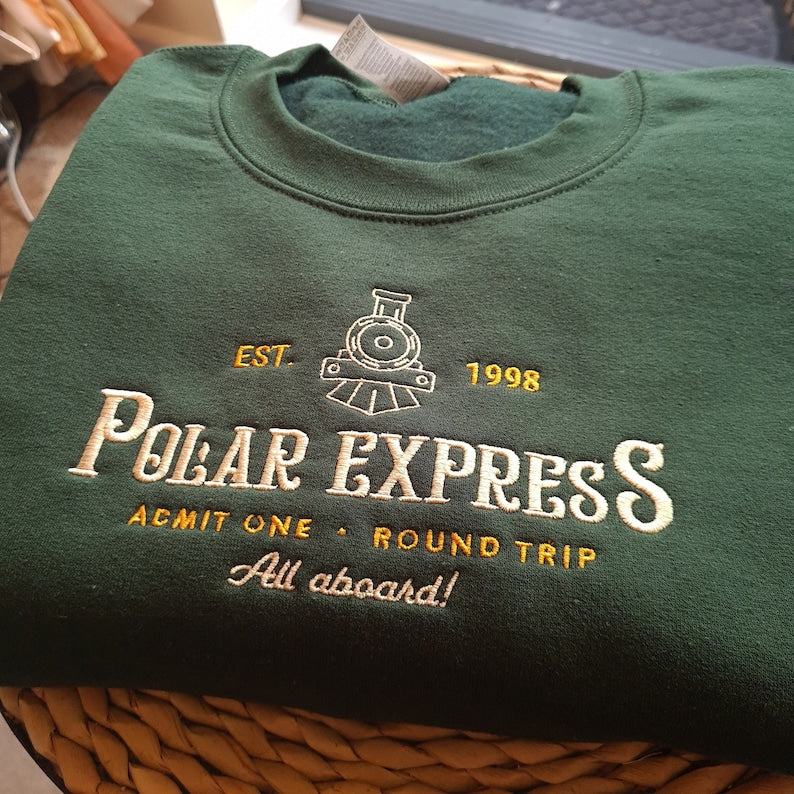 EST. 1998
POLAR EXPRESS
ADMIT ONE · ROUND TRIP
All aboard!